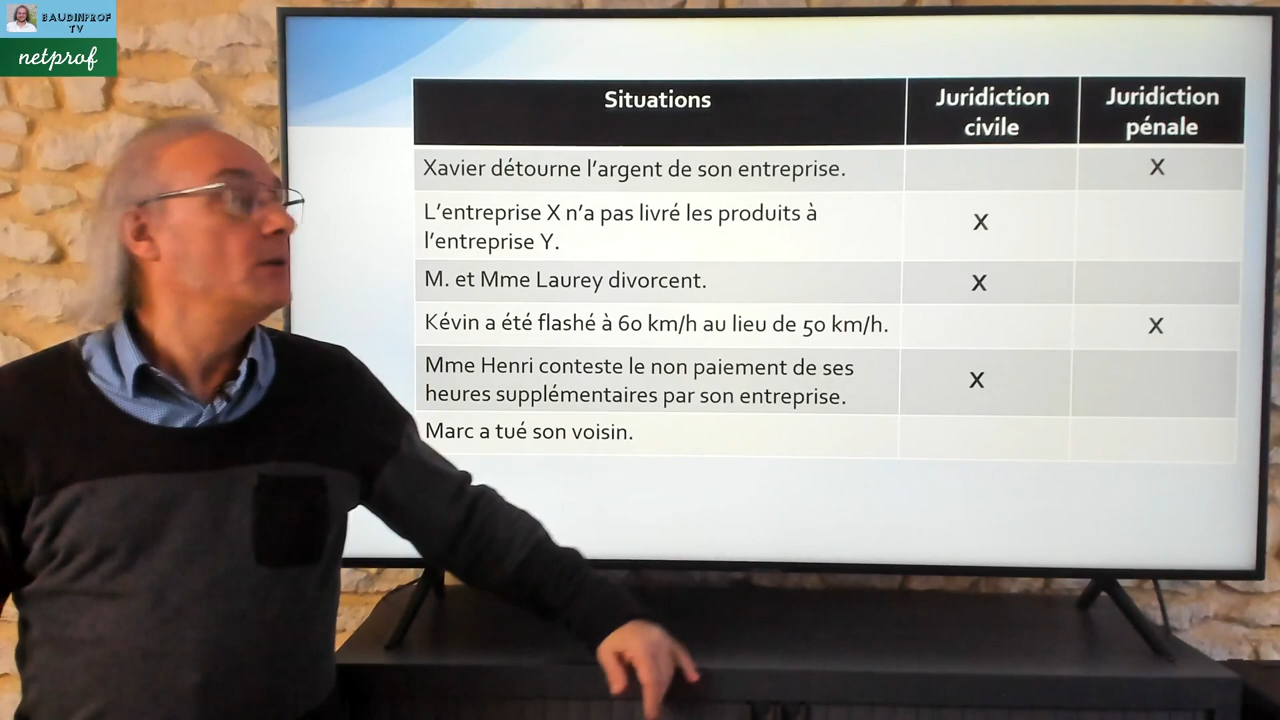 BAUDINPROF
TV
netprof
Situations
Juridiction
civile
Juridiction
pénale
Xavier détourne l'argent de son entreprise.
X
L'entreprise X n'a pas livré les produits à
l'entreprise Y.
X
M. et Mme Laurey divorcent.
X
Kévin a été flashé à 60 km/h au lieu de 50 km/h.
X
Mme Henri conteste le non paiement de ses
heures supplémentaires par son entreprise.
X
Marc a tué son voisin.